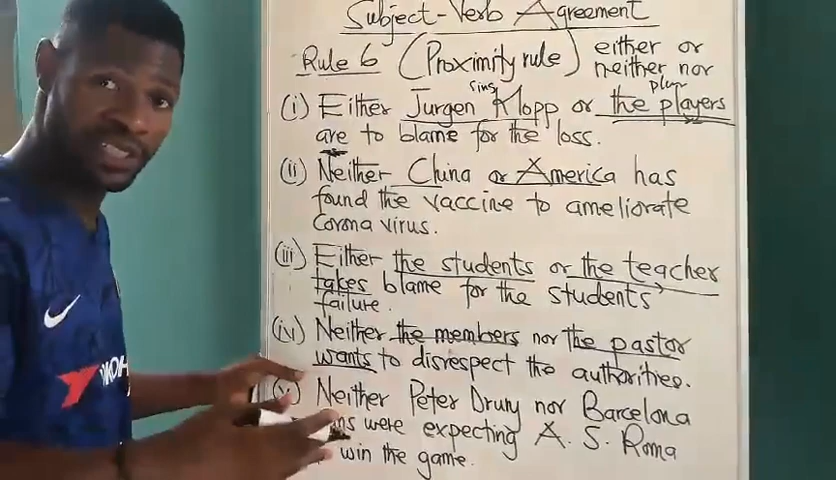 Subject-Verb Agreement
Rule 6 (Proximity rule) either or
neither nor
sing plur
(i) Either Jurgen Klopp or the players
are to blame for the loss.
(ii) Neither China or America has
found the vaccine to ameliorate
Corona virus.
(iii) Either the students or the teacher
takes blame for the students
failure.
(iv) Neither the members nor the pastor
wants to disrespect the authorities.
(v) Neither Peter Drury nor Barcelona
were expecting A. S. Roma
win the game.
YOKOH